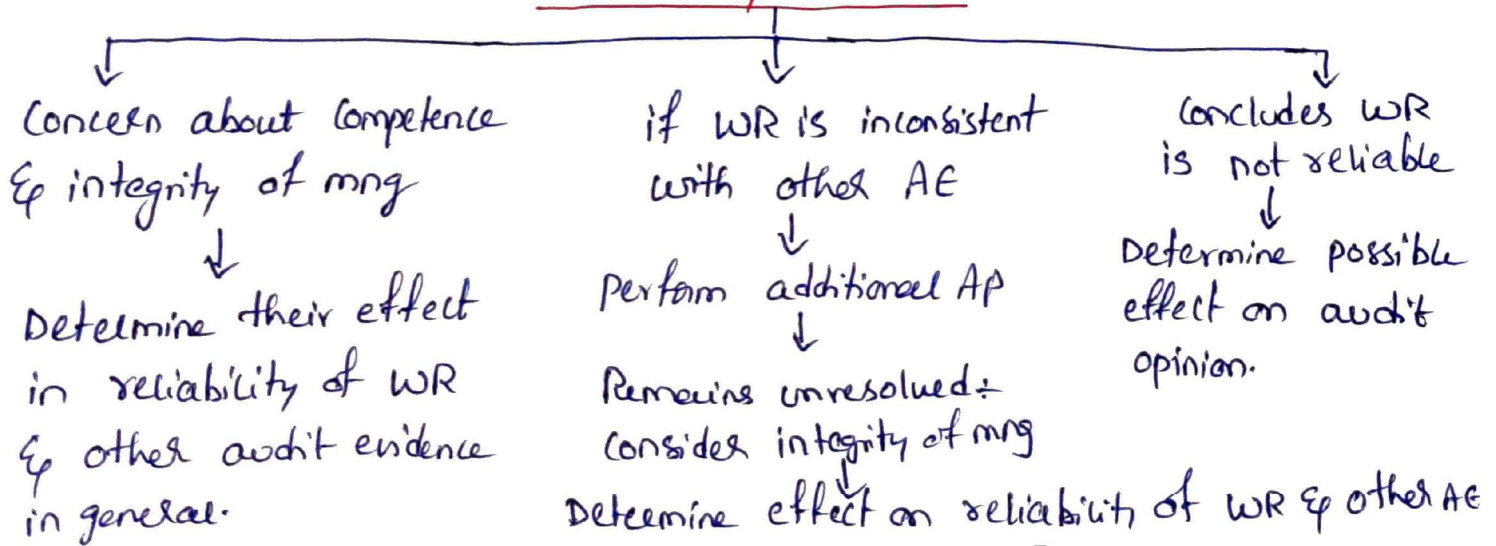 Concern about Competence
& integrity of mng
↓
Determine their effect
in reliability of WR
& other audit evidence
in general.
if WR is inconsistent
with other AE
↓
Perform additional AP
↓
Remains unresolved:
consider integrity of mng
↓
Determine effect on reliability of WR & other AE
Concludes WR
is not reliable
↓
Determine possible
effect on audit
opinion.